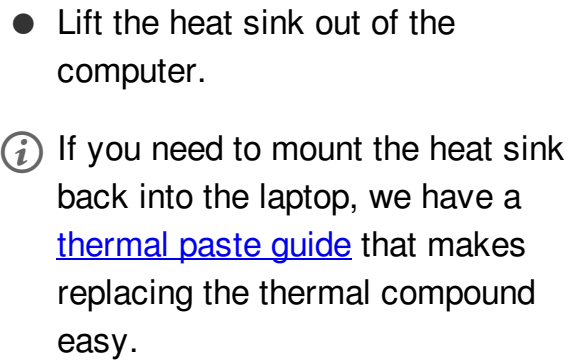 ● Lift the heat sink out of the
computer.
If you need to mount the heat sink
back into the laptop, we have a
thermal paste guide that makes
replacing the thermal compound
easy.